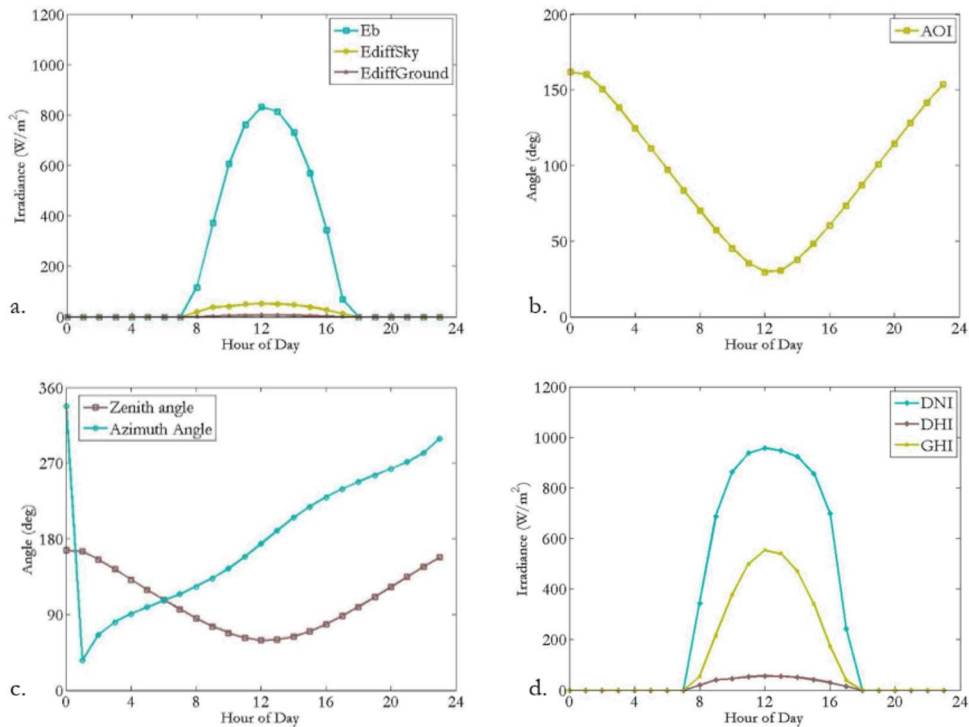 1200
1000
800
600
400
200
0
Irradiance (W/m²)
Eb
EdiffSky
EdiffGround
0 4 8 12 16 20 24
Hour of Day
a.
200
150
100
50
0
Angle (deg)
AOI
0 4 8 12 16 20 24
Hour of Day
b.
360
270
180
90
0
Angle (deg)
Zenith angle
Azimuth Angle
0 4 8 12 16 20 24
Hour of Day
c.
1200
1000
800
600
400
200
0
Irradiance (W/m²)
DNI
DHI
GHI
0 4 8 12 16 20 24
Hour of Day
d.